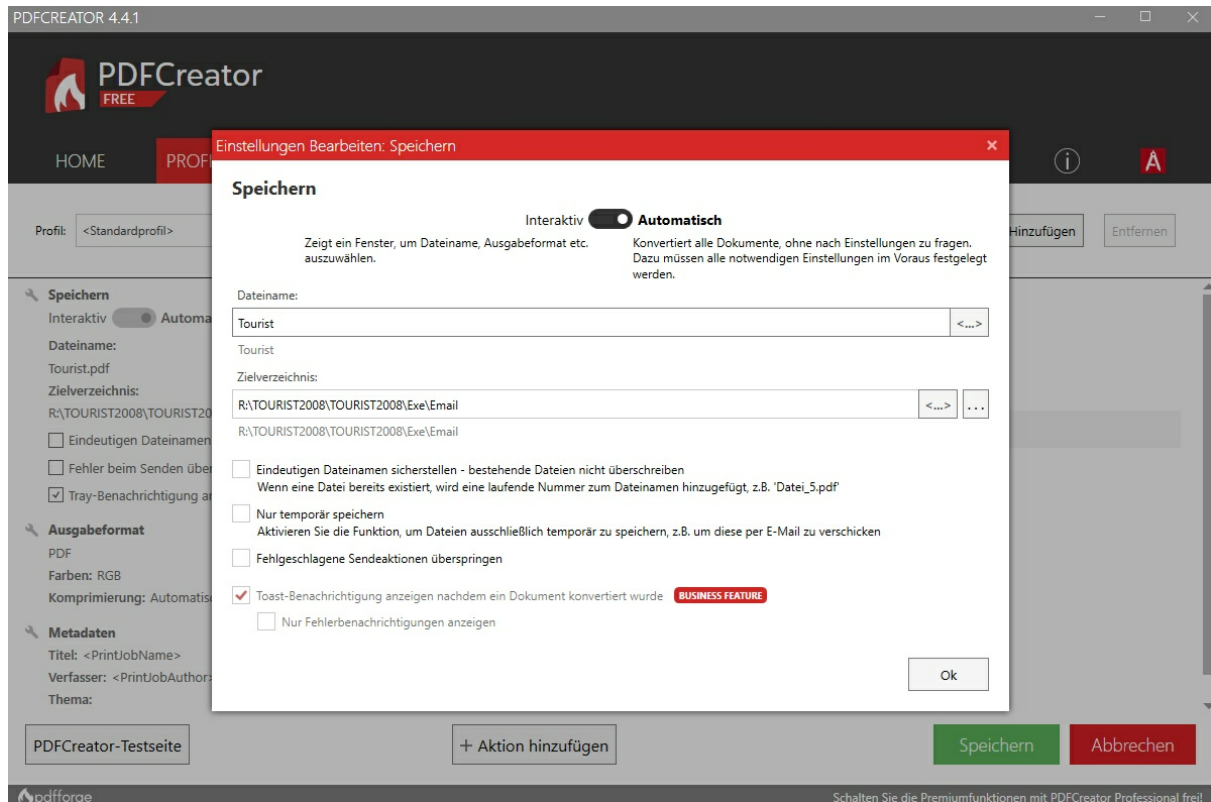 PDFCREATOR 4.4.1
PDFCreator
FREE
HOME
PROFI
Einstellungen Bearbeiten: Speichern
Speichern
Interaktiv Automatisch
Zeigt ein Fenster, um Dateiname, Ausgabeformat etc.
auszuwählen.
Konvertiert alle Dokumente, ohne nach Einstellungen zu fragen.
Dazu müssen alle notwendigen Einstellungen im Voraus festgelegt
werden.
Profil: <Standardprofil>
Hinzufügen
Entfernen
Dateiname:
Tourist
<...>
Tourist
Zielverzeichnis:
R:\TOURIST2008\TOURIST2008\Exe\Email
<...> ...
R:\TOURIST2008\TOURIST2008\Exe\Email
Eindeutigen Dateinamen sicherstellen - bestehende Dateien nicht überschreiben
Wenn eine Datei bereits existiert, wird eine laufende Nummer zum Dateinamen hinzugefügt, z.B. 'Datei_5.pdf'
Nur temporär speichern
Aktivieren Sie die Funktion, um Dateien ausschließlich temporär zu speichern, z.B. um diese per E-Mail zu verschicken
Fehlgeschlagene Sendeaktionen überspringen
Toast-Benachrichtigung anzeigen nachdem ein Dokument konvertiert wurde BUSINESS FEATURE
Nur Fehlerbenachrichtigungen anzeigen
Ok
Speichern
Interaktiv Automa
Dateiname:
Tourist.pdf
Zielverzeichnis:
R:\TOURIST2008\TOURIST20
Eindeutigen Dateinamen
Fehler beim Senden über
Tray-Benachrichtigung an
Ausgabeformat
PDF
Farben: RGB
Komprimierung: Automatis
Metadaten
Titel: <PrintJobName>
Verfasser: <PrintJobAuthor>
Thema:
PDFCreator-Testseite
+ Aktion hinzufügen
Speichern
Abbrechen
pdfforge
Schalten Sie die Premiumfunktionen mit PDFCreator Professional frei!